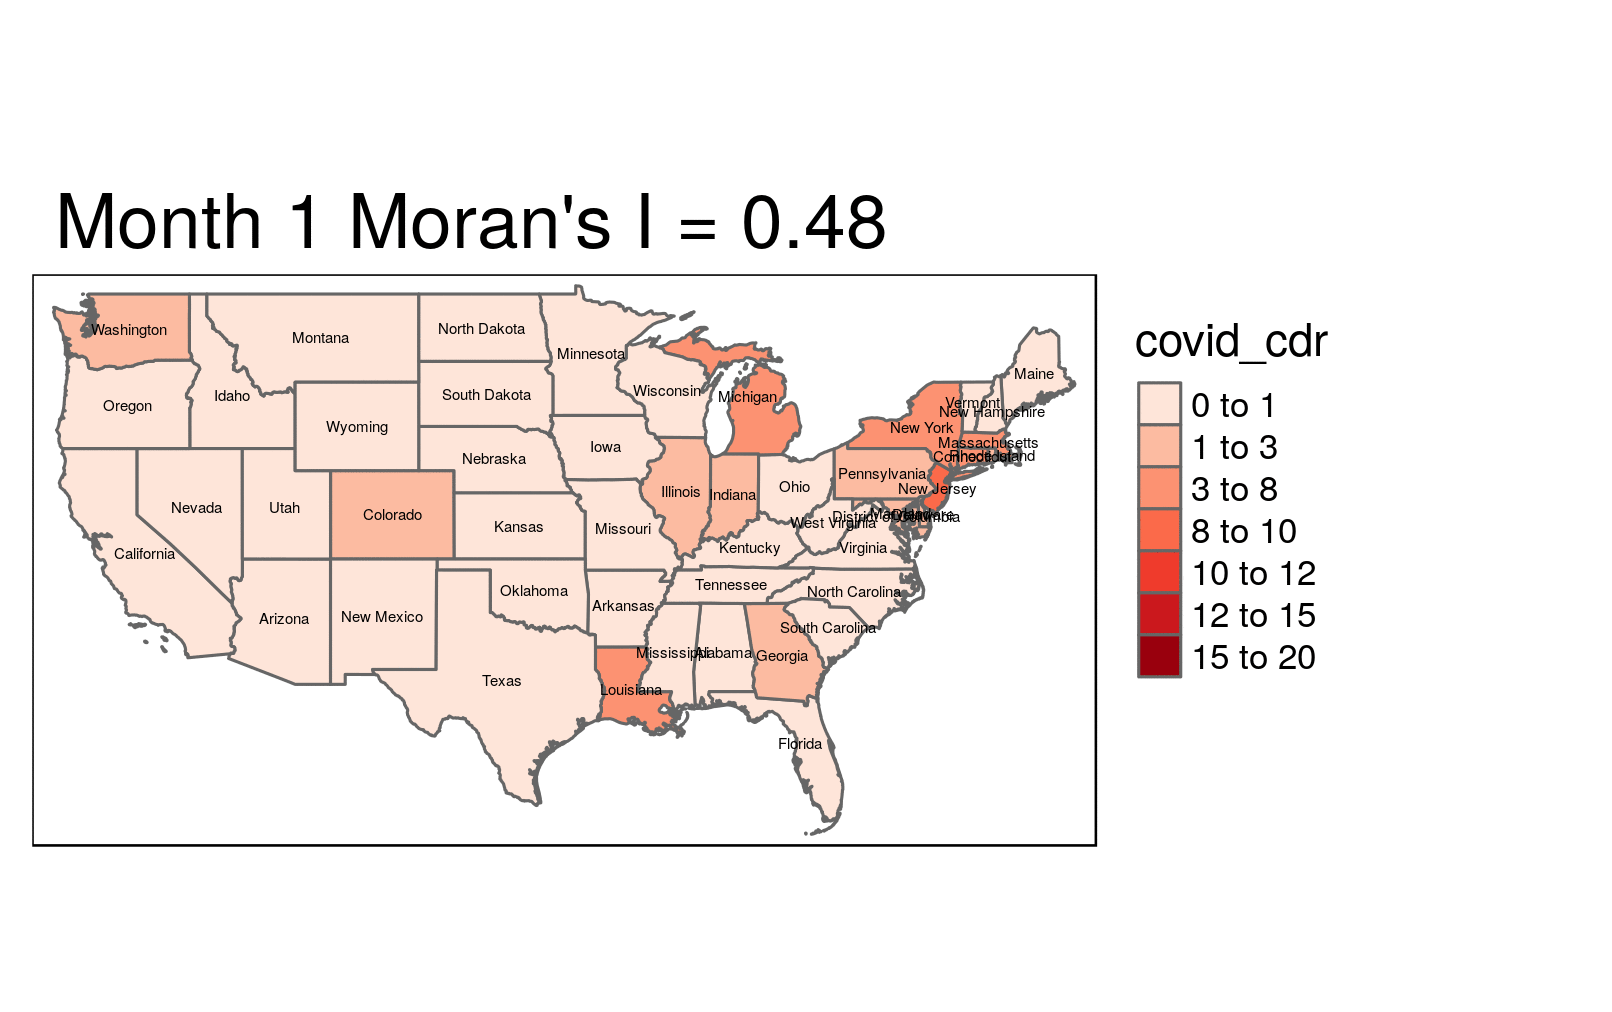 Month 1 Moran's I = 0.48
covid_cdr
0 to 1
1 to 3
3 to 8
8 to 10
10 to 12
12 to 15
15 to 20
Washington
Montana
North Dakota
Minnesota
Maine
Oregon
Idaho
South Dakota
Wisconsin
Michigan
Vermont
New Hampshire
Wyoming
New York
Iowa
Massachusetts
Nebraska
Connecticut
Rhode Island
Pennsylvania
Ohio
Illinois
Indiana
New Jersey
Nevada
Utah
Colorado
Maryland
Delaware
District of Columbia
West Virginia
Kansas
Missouri
California
Kentucky
Virginia
Oklahoma
Tennessee
North Carolina
Arkansas
Arizona
New Mexico
South Carolina
Mississippi
Alabama
Georgia
Texas
Louisiana
Florida